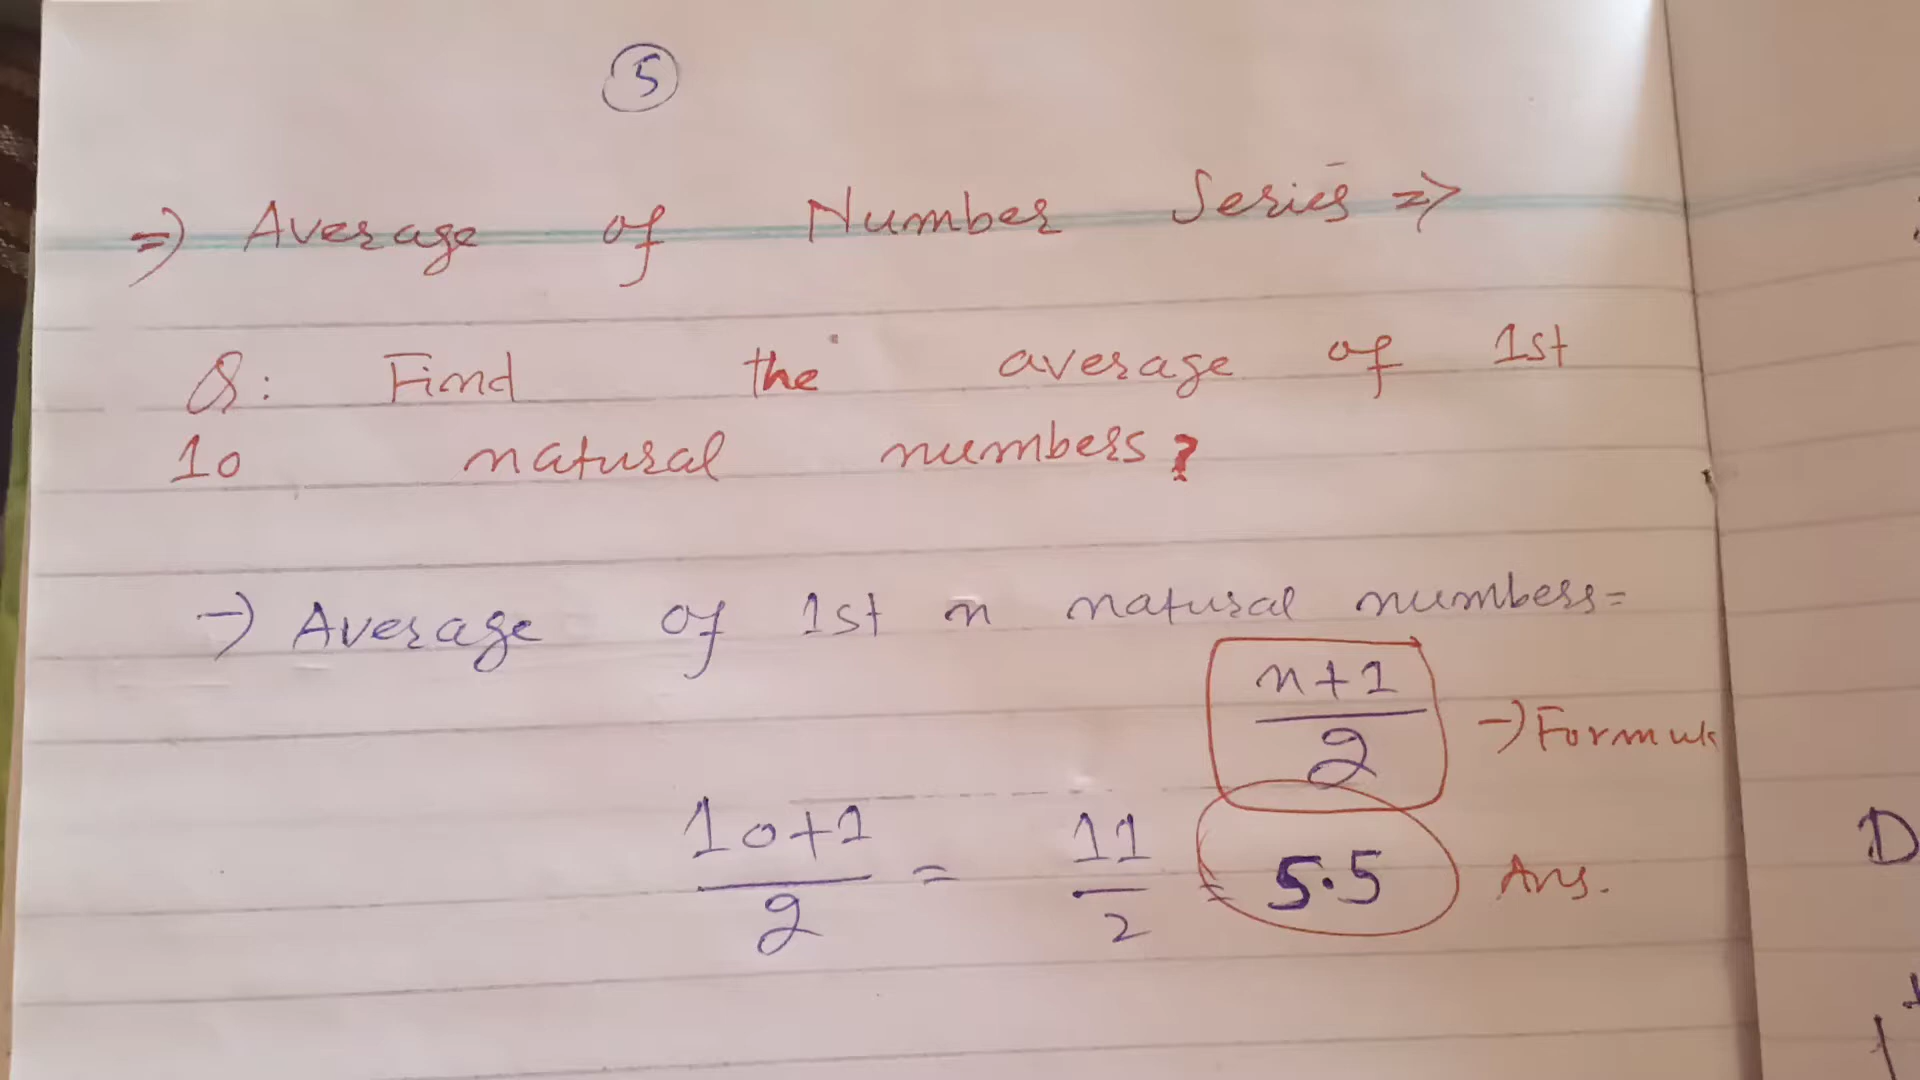 5
⇒ Average of Number Series ⇒
Q: Find the average of 1st
10 natural numbers?
→ Average of 1st n natural numbers=
n+1
2
→ Formul
10+1
2
= 11
2
= 5.5 Ans.
D